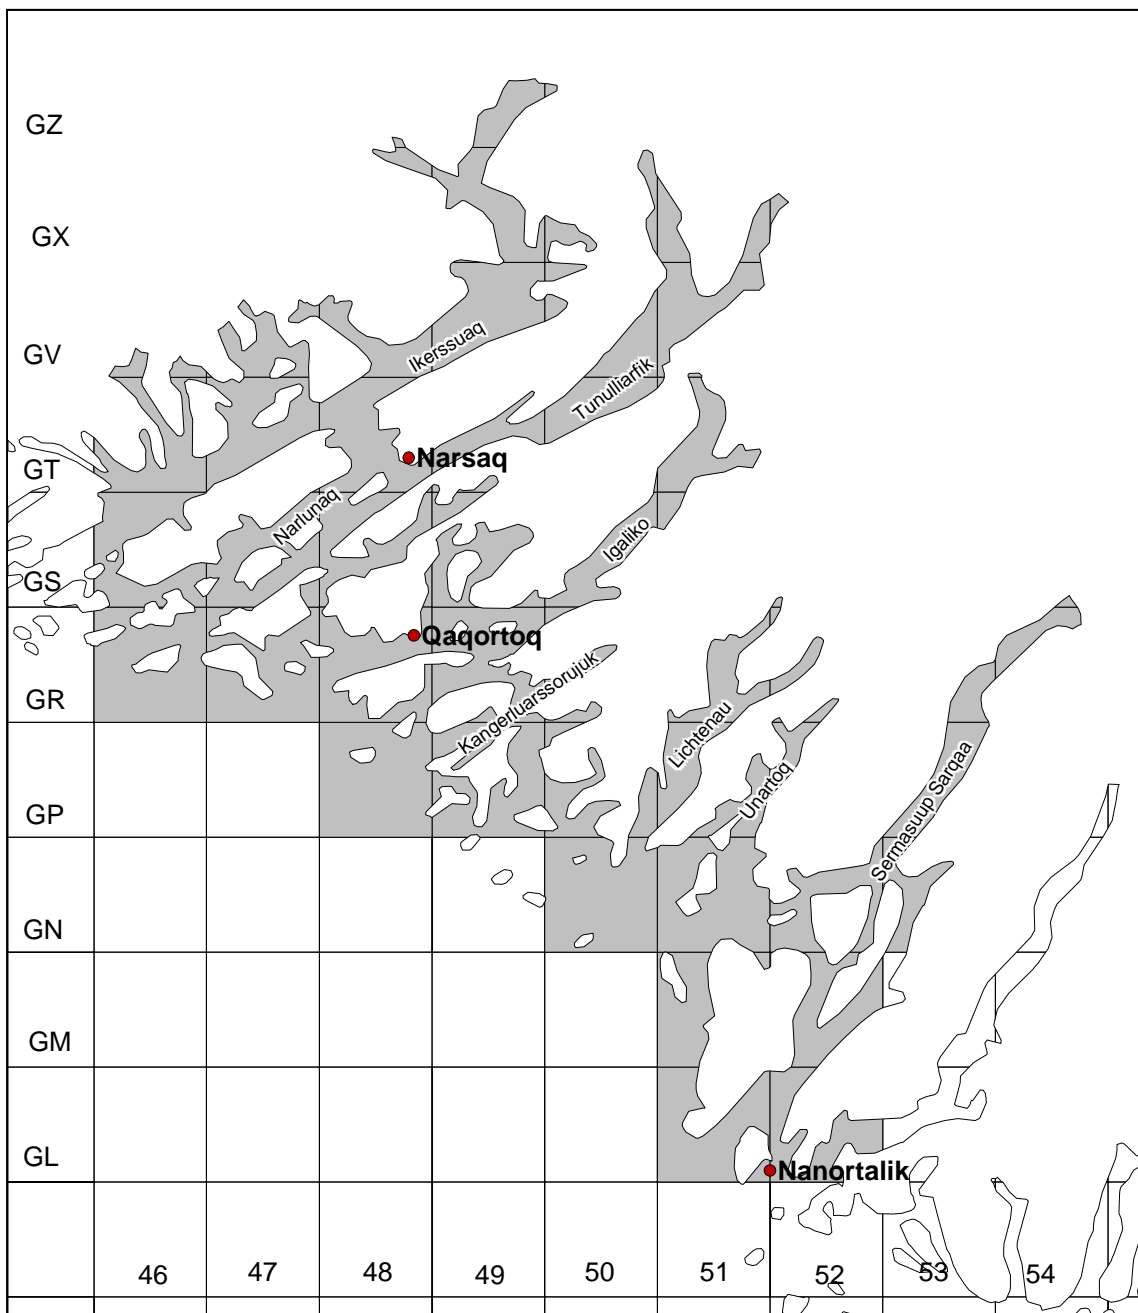 GZ
GX
GV
Ikerssuaq
Tunulliarfik
GT
Narsaq
Narlunaq
Igaliko
GS
Qaqortoq
GR
Kangerluarssorujuk
Lichtenau
Unartoq
Sermasuup Sarqaa
GP
GN
GM
GL
Nanortalik
46
47
48
49
50
51
52
53
54